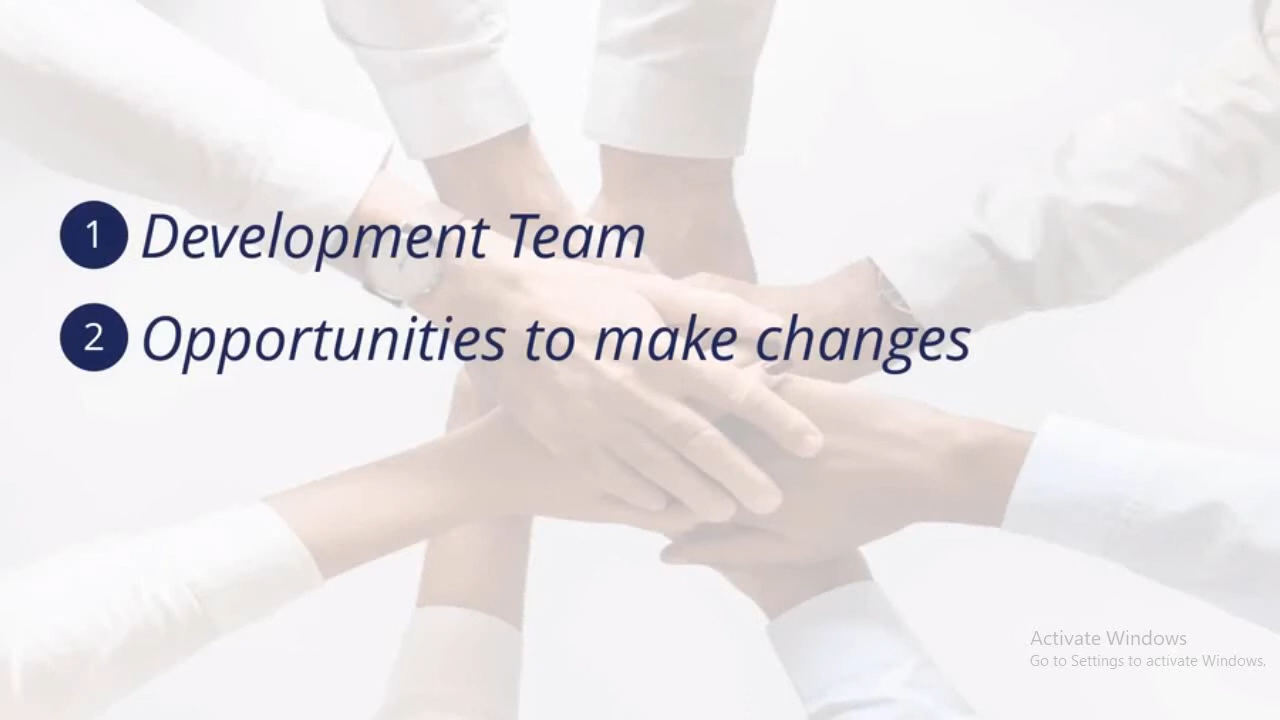 1 Development Team
2 Opportunities to make changes
Activate Windows
Go to Settings to activate Windows.